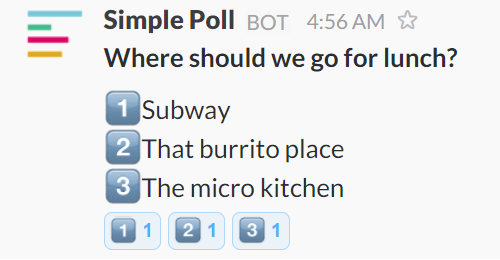 Simple Poll BOT 4:56 AM
Where should we go for lunch?
1 Subway
2 That burrito place
3 The micro kitchen
1 1 2 1 3 1